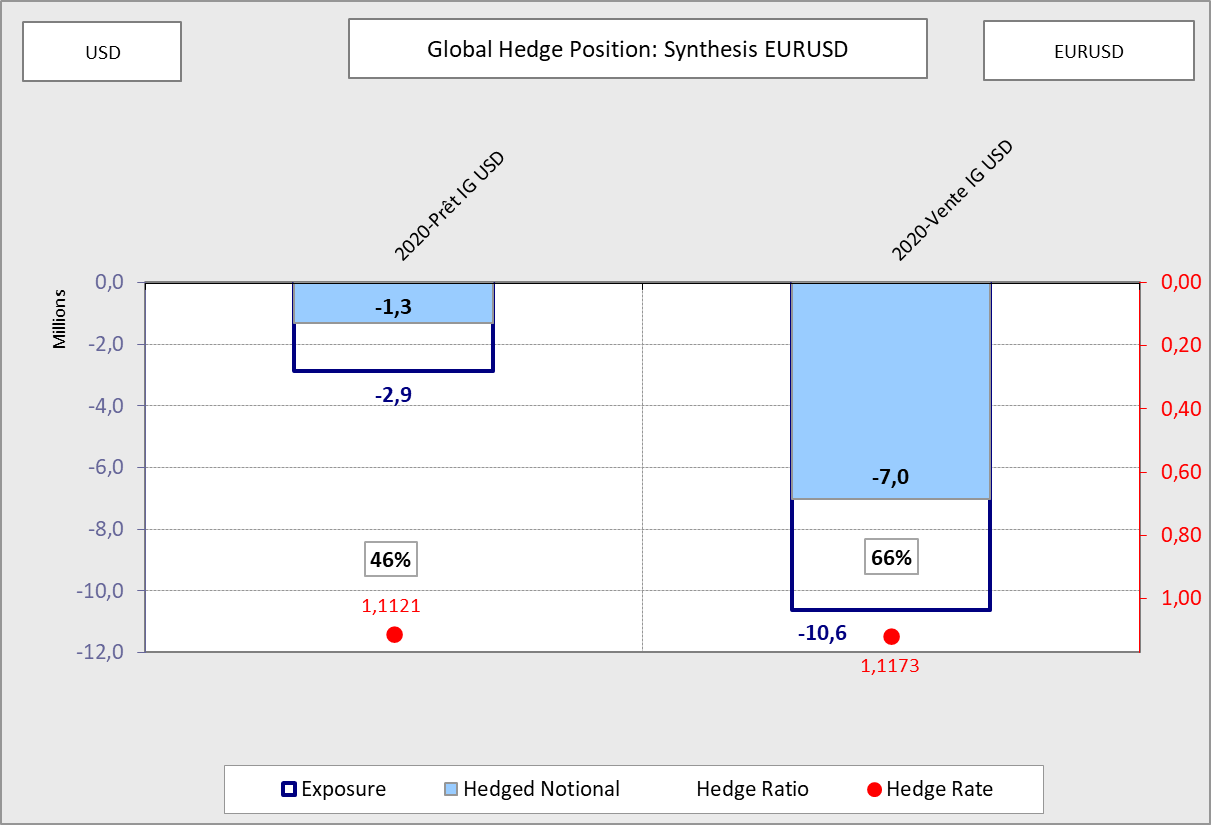 USD
Global Hedge Position: Synthesis EURUSD
EURUSD
2020-Prêt IG USD
2020-Vente IG USD
Millions
0,0
-2,0
-4,0
-6,0
-8,0
-10,0
-12,0
0,00
0,20
0,40
0,60
0,80
1,00
-1,3
-2,9
46%
1,1121
-7,0
66%
-10,6
1,1173
Exposure
Hedged Notional
Hedge Ratio
Hedge Rate